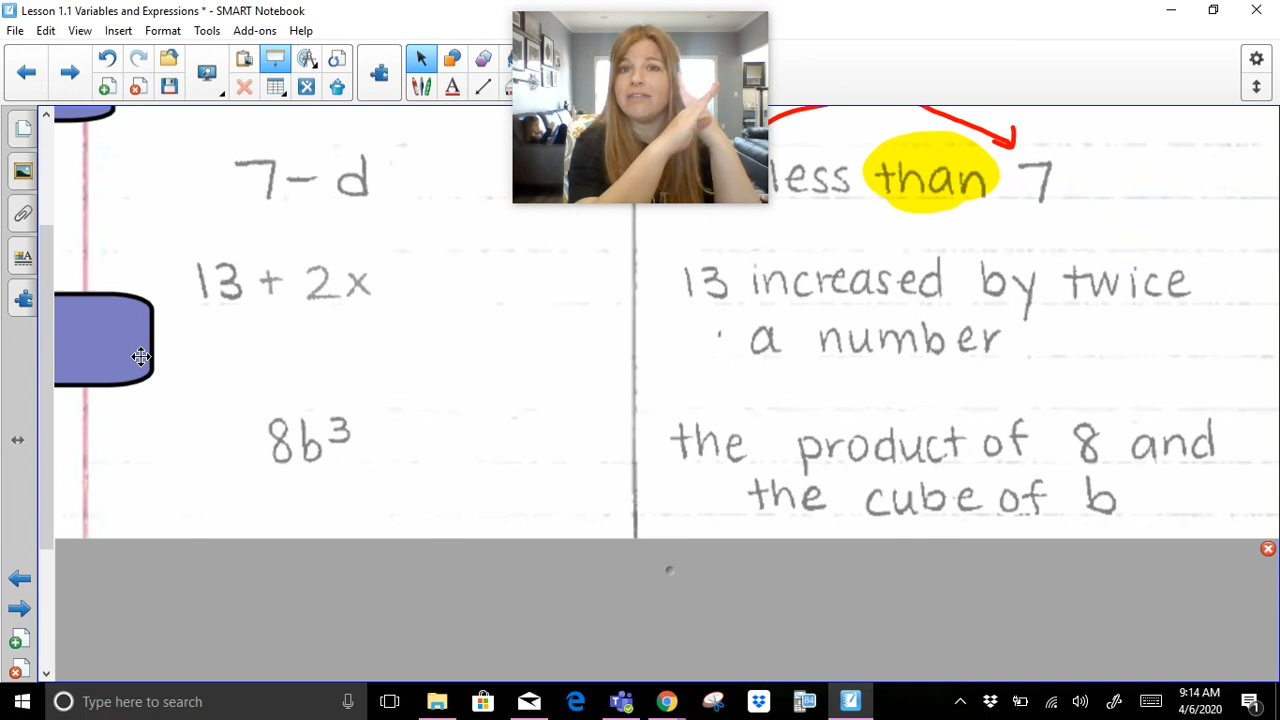 Lesson 1.1 Variables and Expressions * - SMART Notebook
File Edit View Insert Format Tools Add-ons Help
7 - d
less than 7
13 + 2x
13 increased by twice
a number
8b³
the product of 8 and
the cube of b
Type here to search
9:14 AM
4/6/2020
1